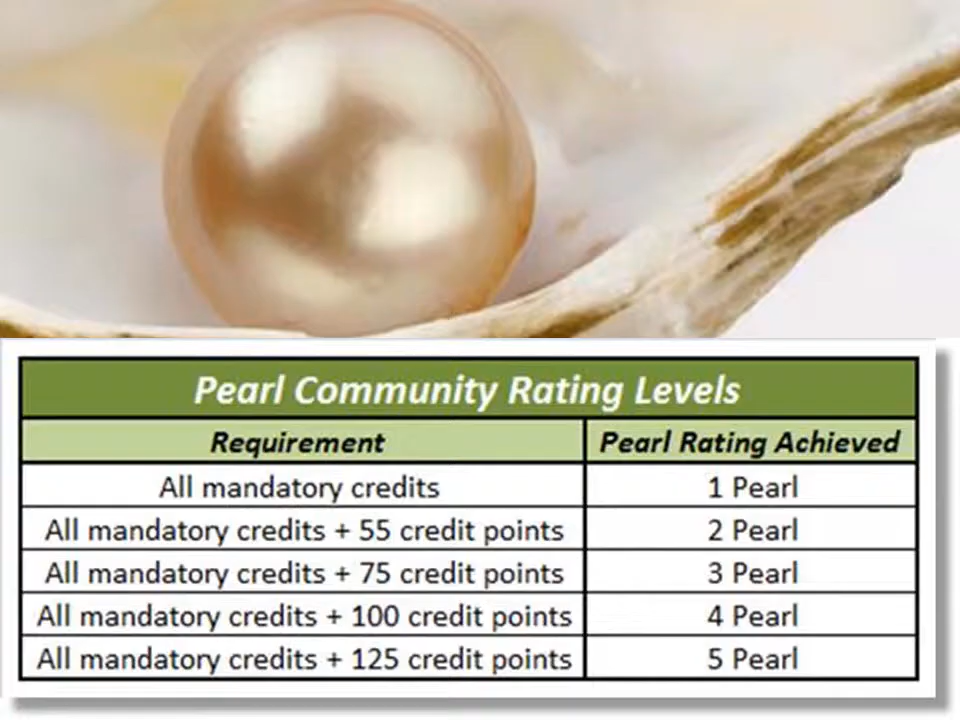 Pearl Community Rating Levels
Requirement Pearl Rating Achieved
All mandatory credits 1 Pearl
All mandatory credits + 55 credit points 2 Pearl
All mandatory credits + 75 credit points 3 Pearl
All mandatory credits + 100 credit points 4 Pearl
All mandatory credits + 125 credit points 5 Pearl